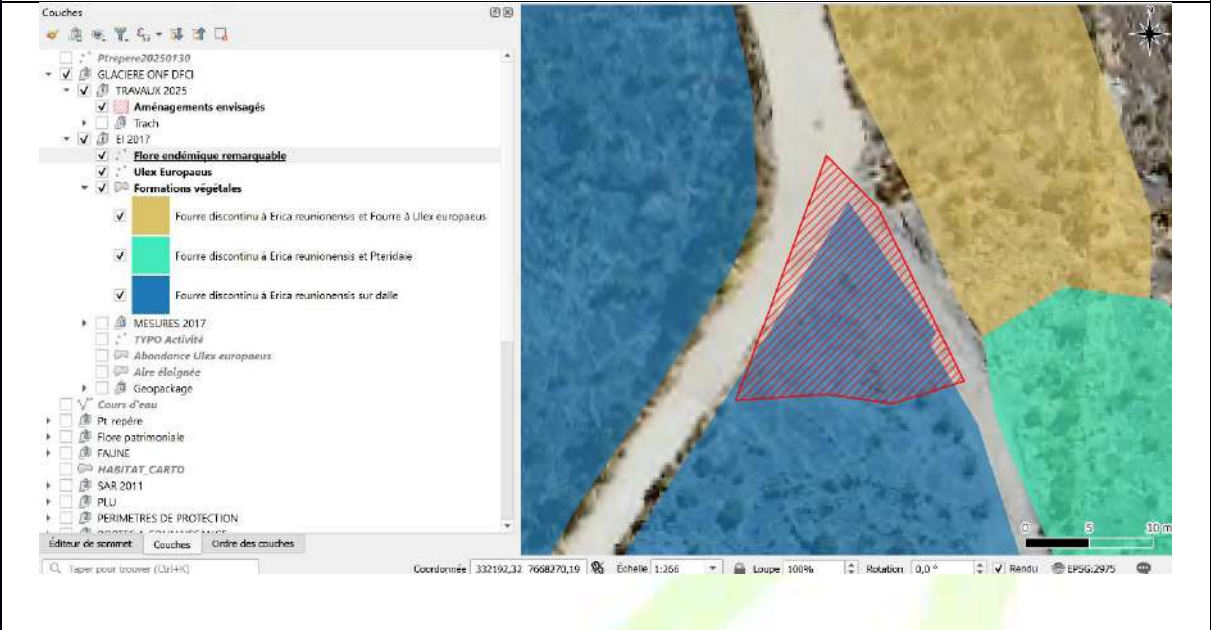 Couches
Ptrepere20250130
GLACIERE ONF DFCI
TRAVAUX 2025
Aménagements envisagés
Trach
EI 2017
Flore endémique remarquable
Ulex Europaeus
Formations végétales
Fourre discontinu à Erica reunionensis et Fourre à Ulex europaeus
Fourre discontinu à Erica reunionensis et Pteridaie
Fourre discontinu à Erica reunionensis sur dalle
MESURES 2017
TYPO Activité
Abondance Ulex europaeus
Aire éloignée
Geopackage
Cours d'eau
Pt repère
Flore patrimoniale
FAUNE
HABITAT_CARTO
SAR 2011
PLU
PERIMETRES DE PROTECTION
0 5 10 m
Éditeur de sommet Couches Ordre des couches
Taper pour trouver (Ctrl+K) Coordonnée 332192,32 7668270,19 Échelle 1:266 Loupe 100% Rotation 0,0 ° Rendu EPSG:2975